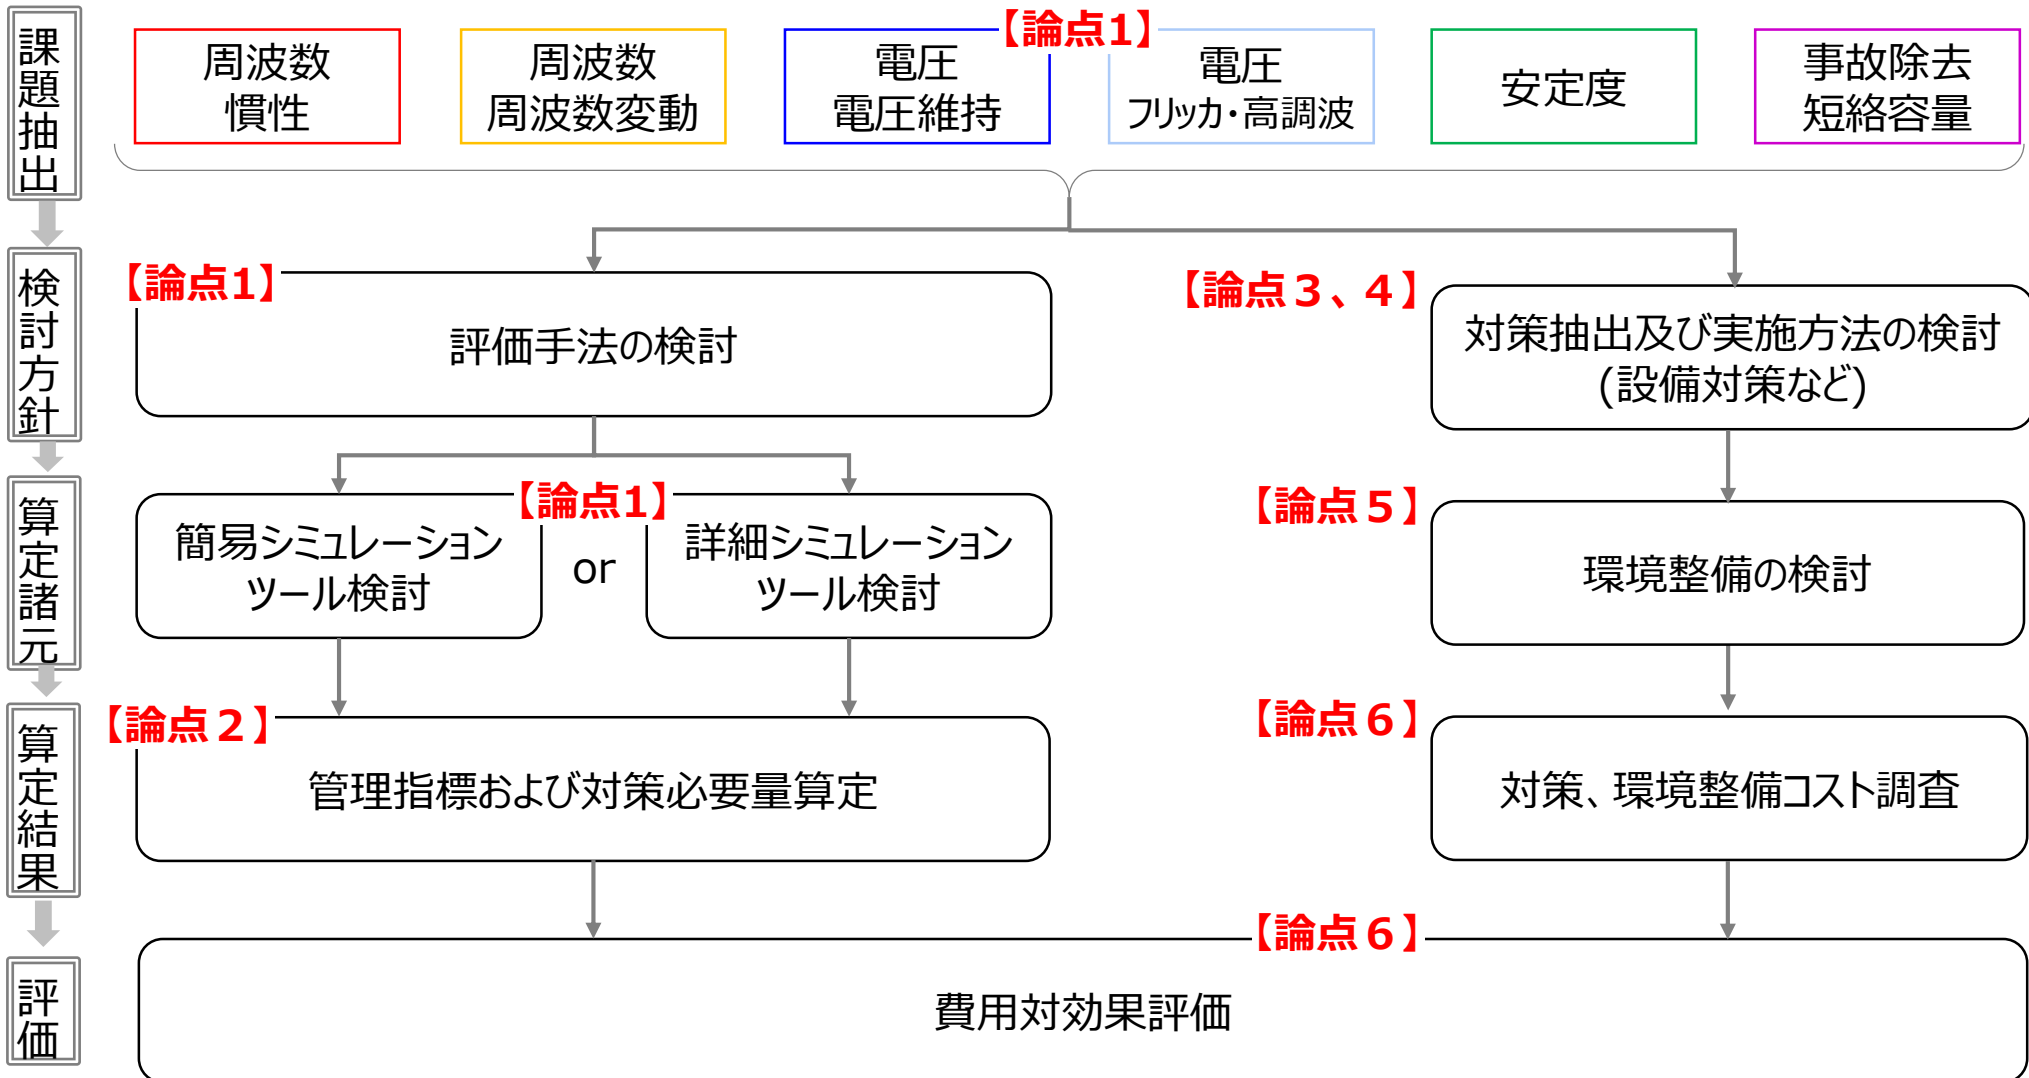 課題抽出
【論点1】
周波数
慣性
周波数
周波数変動
電圧
電圧維持
電圧
フリッカ・高調波
安定度
事故除去
短絡容量
検討方針
【論点1】
評価手法の検討
【論点３、４】
対策抽出及び実施方法の検討
(設備対策など)
算定諸元
【論点1】
簡易シミュレーション
ツール検討
or
詳細シミュレーション
ツール検討
【論点５】
環境整備の検討
算定結果
【論点２】
管理指標および対策必要量算定
【論点６】
対策、環境整備コスト調査
評価
【論点６】
費用対効果評価